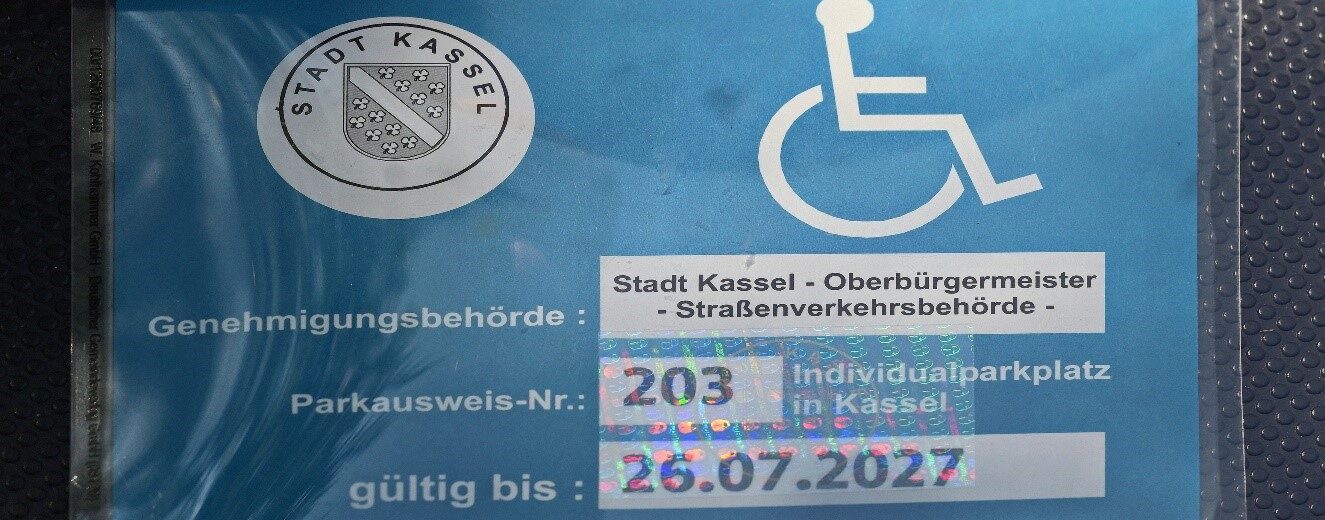 STADT KASSEL
Stadt Kassel - Oberbürgermeister
- Straßenverkehrsbehörde -
Genehmigungsbehörde :
Parkausweis-Nr.: 203 Individualparkplatz
in Kassel
gültig bis : 26.07.2027